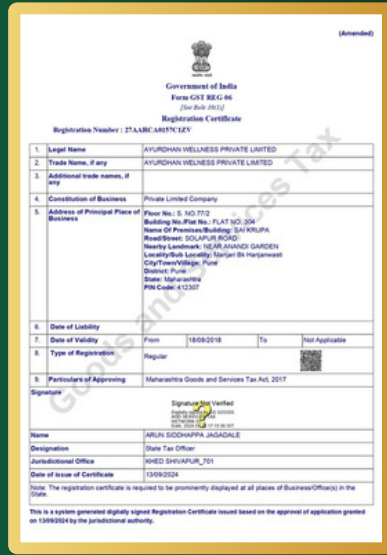 (Amended)
Government of India
Form GST REG-06
[See Rule 10(1)]
Registration Certificate
Registration Number : 27AARCA0157C1ZV
1. Legal Name AYURDHAN WELLNESS PRIVATE LIMITED
2. Trade Name, if any AYURDHAN WELNESS PRIVATE LIMITED
3. Additional trade names, if any
4. Constitution of Business Private Limited Company
5. Address of Principal Place of Business
Floor No.: S. NO.77/2
Building No./Flat No.: FLAT NO. 304
Name Of Premises/Building: SAI KRUPA
Road/Street: SOLAPUR ROAD
Nearby Landmark: NEAR ANANDI GARDEN
Locality/Sub Locality: Manjari Bk Harijanwasti
City/Town/Village: Pune
District: Pune
State: Maharashtra
PIN Code: 412307
6. Date of Liability
7. Date of Validity From 18/08/2018 To Not Applicable
8. Type of Registration Regular
9. Particulars of Approving Maharashtra Goods and Services Tax Act, 2017
Signature
Signature Not Verified
Name ARUN SIDDHAPPA JAGADALE
Designation State Tax Officer
Jurisdictional Office KHED SHIVAPUR_701
Date of issue of Certificate 13/09/2024
Note: The registration certificate is required to be prominently displayed at all places of Business/Office(s) in the State.
This is a system generated digitally signed Registration Certificate issued based on the approval of application granted on 13/09/2024 by the jurisdictional authority.
Goods and Services Tax